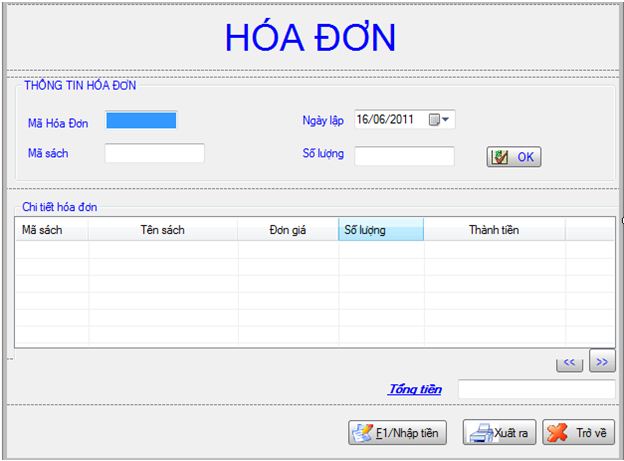 HÓA ĐƠN
THÔNG TIN HÓA ĐƠN
Mã Hóa Đơn
Ngày lập 16/06/2011
Mã sách
Số lượng
OK
Chi tiết hóa đơn
Mã sách Tên sách Đơn giá Số lượng Thành tiền
<< >>
Tổng tiền
F1/Nhập tiền Xuất ra Trở về